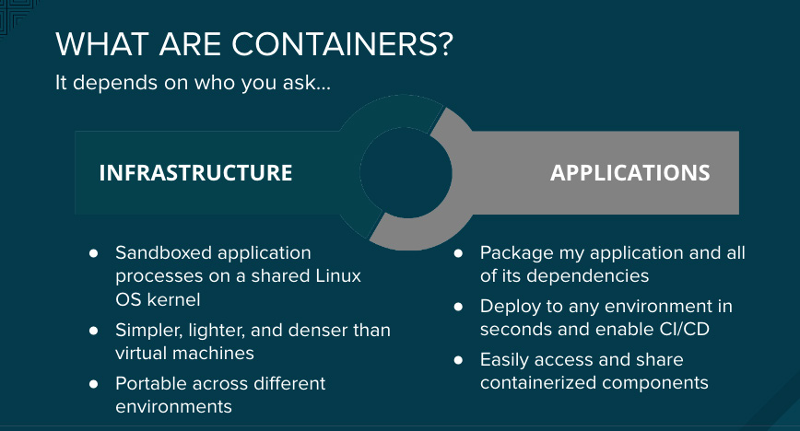 WHAT ARE CONTAINERS?
It depends on who you ask...
INFRASTRUCTURE
● Sandboxed application
processes on a shared Linux
OS kernel
● Simpler, lighter, and denser than
virtual machines
● Portable across different
environments
APPLICATIONS
● Package my application and all
of its dependencies
● Deploy to any environment in
seconds and enable CI/CD
● Easily access and share
containerized components